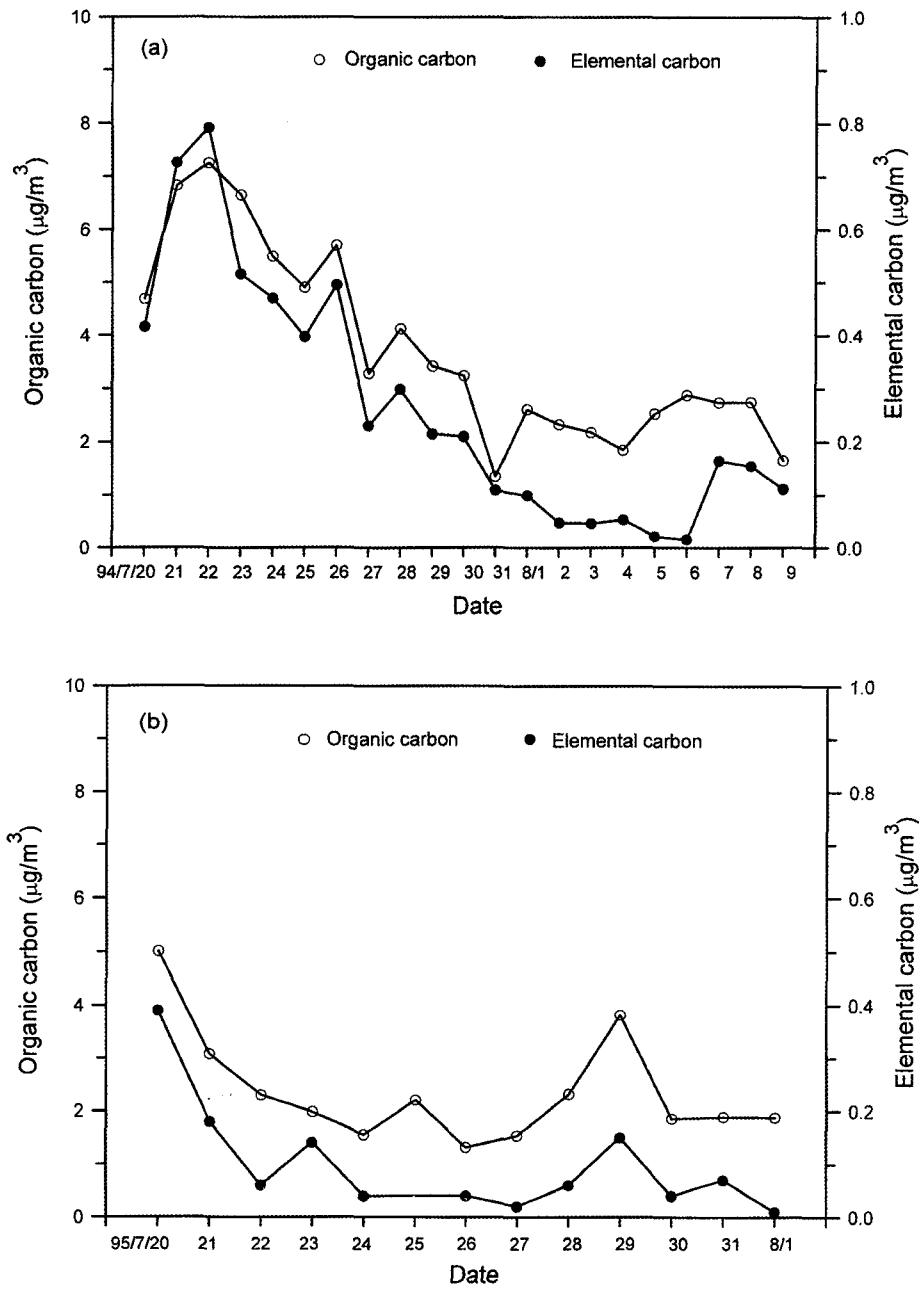 (a)
Organic carbon
Elemental carbon
10
8
6
4
2
0
Organic carbon (μg/m³)
1.0
0.8
0.6
0.4
0.2
0.0
Elemental carbon (μg/m³)
94/7/20 21 22 23 24 25 26 27 28 29 30 31 8/1 2 3 4 5 6 7 8 9
Date
(b)
Organic carbon
Elemental carbon
10
8
6
4
2
0
Organic carbon (μg/m³)
1.0
0.8
0.6
0.4
0.2
0.0
Elemental carbon (μg/m³)
95/7/20 21 22 23 24 25 26 27 28 29 30 31 8/1
Date